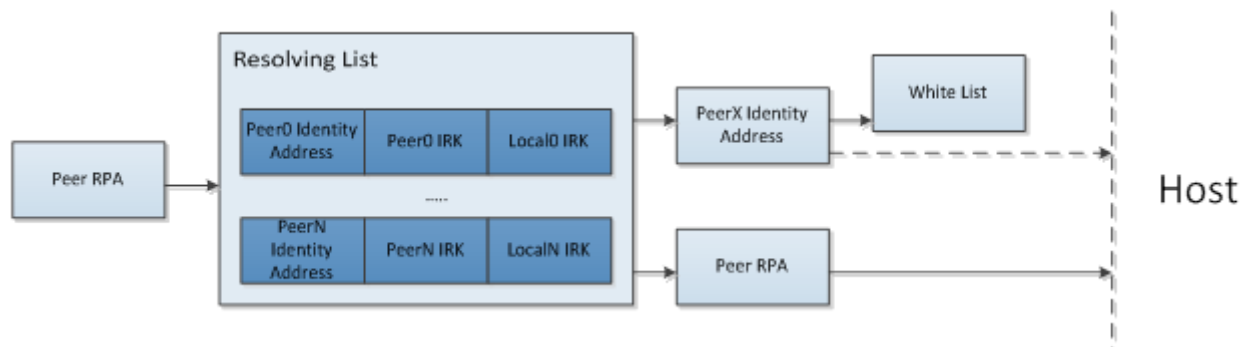 Resolving List
Peer0 Identity
Address
Peer0 IRK
Local0 IRK
.....
PeerN
Identity
Address
PeerN IRK
LocalN IRK
Peer RPA
PeerX Identity
Address
White List
Peer RPA
Host